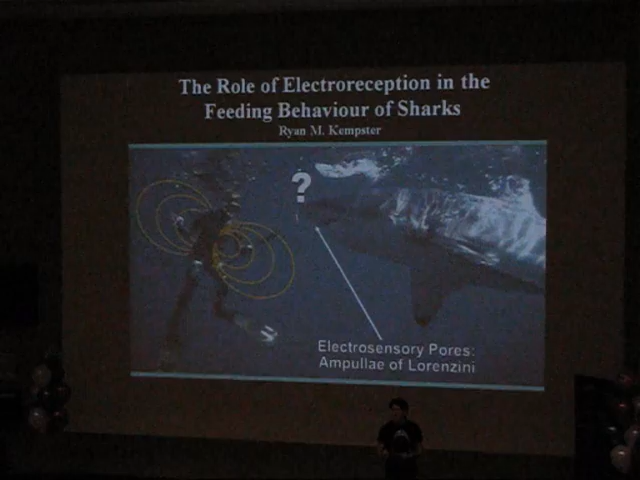 The Role of Electroreception in the
Feeding Behaviour of Sharks
Ryan M. Kempster
?
Electrosensory Pores:
Ampullae of Lorenzini